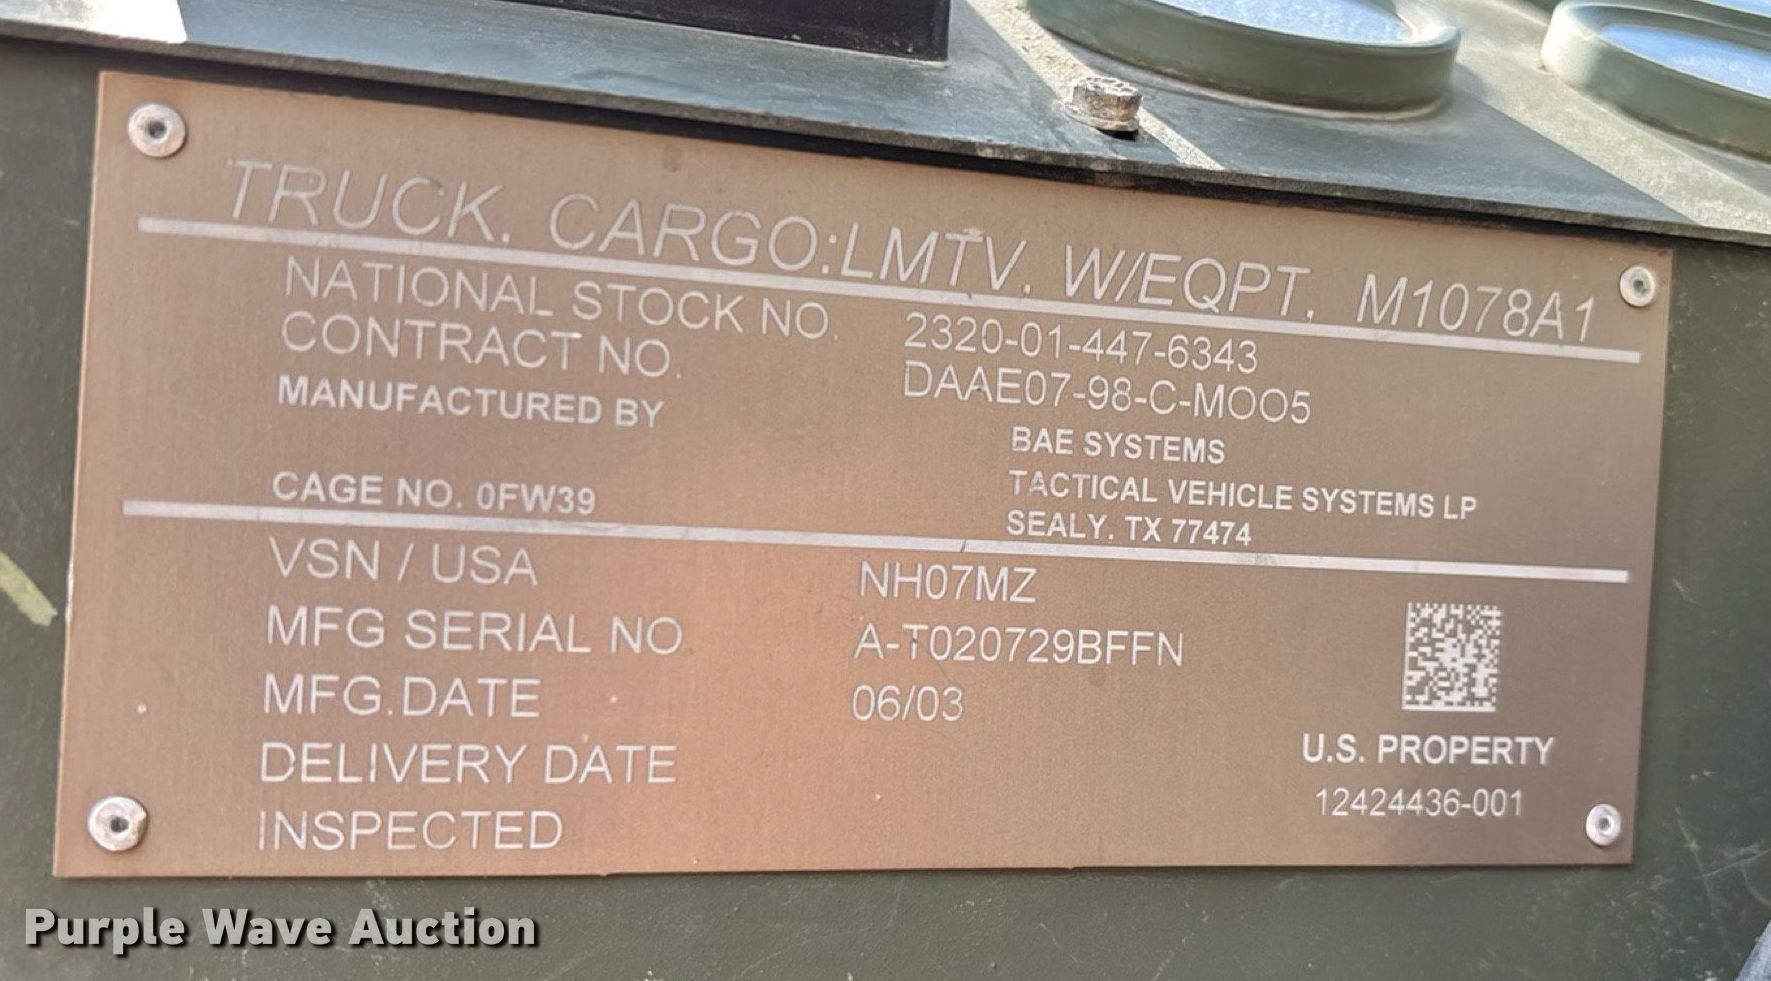 TRUCK, CARGO:LMTV, W/EQPT, M1078A1
NATIONAL STOCK NO. 2320-01-447-6343
CONTRACT NO. DAAE07-98-C-MOO5
MANUFACTURED BY BAE SYSTEMS
TACTICAL VEHICLE SYSTEMS LP
CAGE NO. 0FW39 SEALY, TX 77474
VSN / USA NH07MZ
MFG SERIAL NO. A-T020729BFFN
MFG.DATE 06/03
DELIVERY DATE
INSPECTED
U.S. PROPERTY
12424436-001
Purple Wave Auction